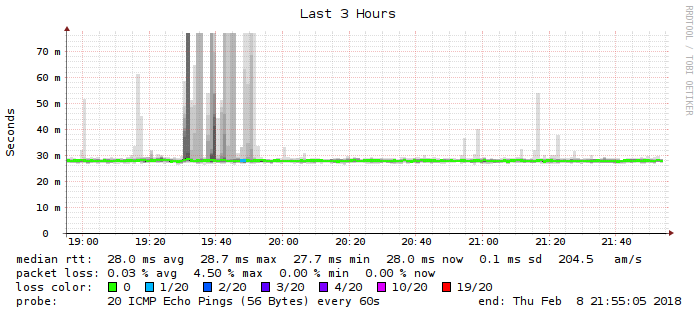 Last 3 Hours
RRDTOOL / TOBI OETIKER
Seconds
70 m
60 m
50 m
40 m
30 m
20 m
10 m
0
19:00 19:20 19:40 20:00 20:20 20:40 21:00 21:20 21:40
median rtt: 28.0 ms avg 28.7 ms max 27.7 ms min 28.0 ms now 0.1 ms sd 204.5 am/s
packet loss: 0.03 % avg 4.50 % max 0.00 % min 0.00 % now
loss color: 0 1/20 2/20 3/20 4/20 10/20 19/20
probe: 20 ICMP Echo Pings (56 Bytes) every 60s end: Thu Feb 8 21:55:05 2018